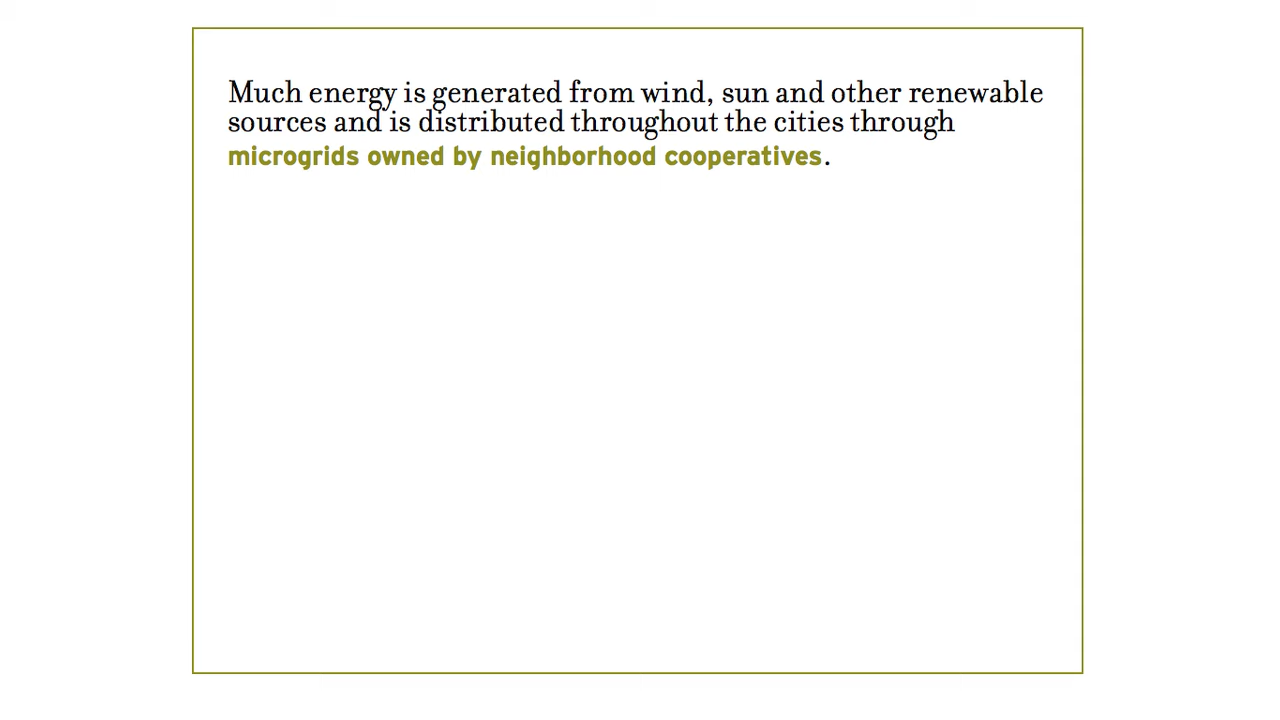 Much energy is generated from wind, sun and other renewable
sources and is distributed throughout the cities through
microgrids owned by neighborhood cooperatives.